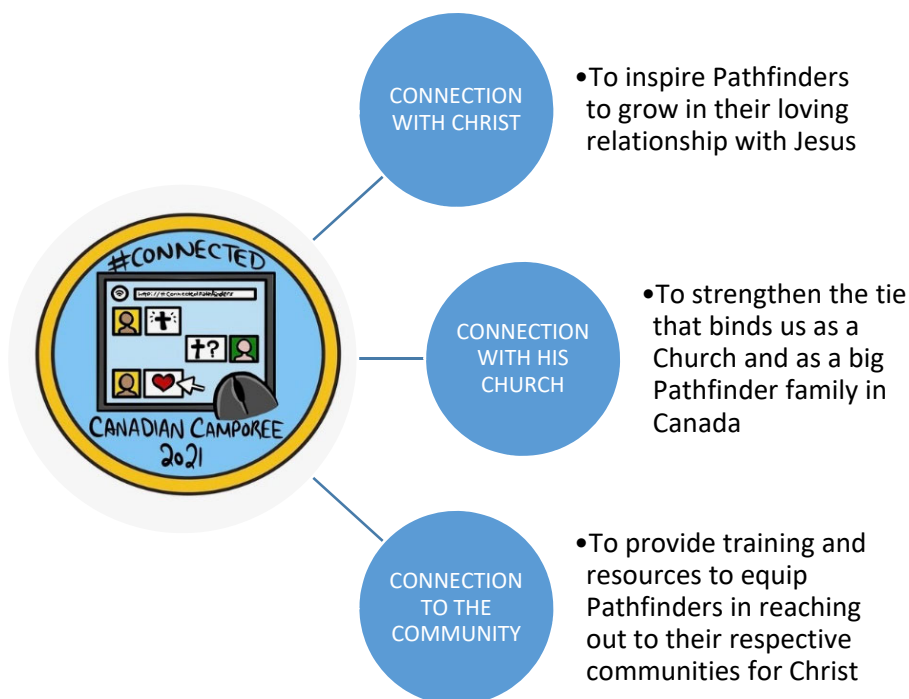 CONNECTION
WITH CHRIST
•To inspire Pathfinders
to grow in their loving
relationship with Jesus
#CONNECTED
http://#ConnectedPathfinders
?
CANADIAN CAMPOREE
2021
CONNECTION
WITH HIS
CHURCH
•To strengthen the tie
that binds us as a
Church and as a big
Pathfinder family in
Canada
CONNECTION
TO THE
COMMUNITY
•To provide training and
resources to equip
Pathfinders in reaching
out to their respective
communities for Christ